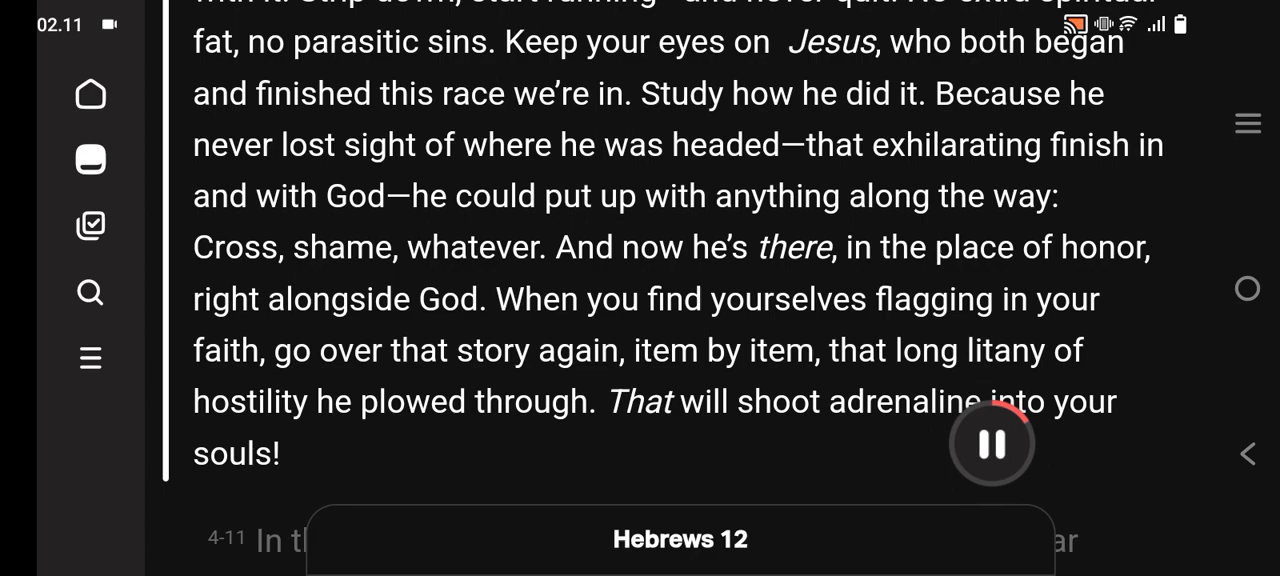 02.11
fat, no parasitic sins. Keep your eyes on Jesus, who both began
and finished this race we’re in. Study how he did it. Because he
never lost sight of where he was headed—that exhilarating finish in
and with God—he could put up with anything along the way:
Cross, shame, whatever. And now he’s there, in the place of honor,
right alongside God. When you find yourselves flagging in your
faith, go over that story again, item by item, that long litany of
hostility he plowed through. That will shoot adrenaline into your
souls!
4-11 In
Hebrews 12